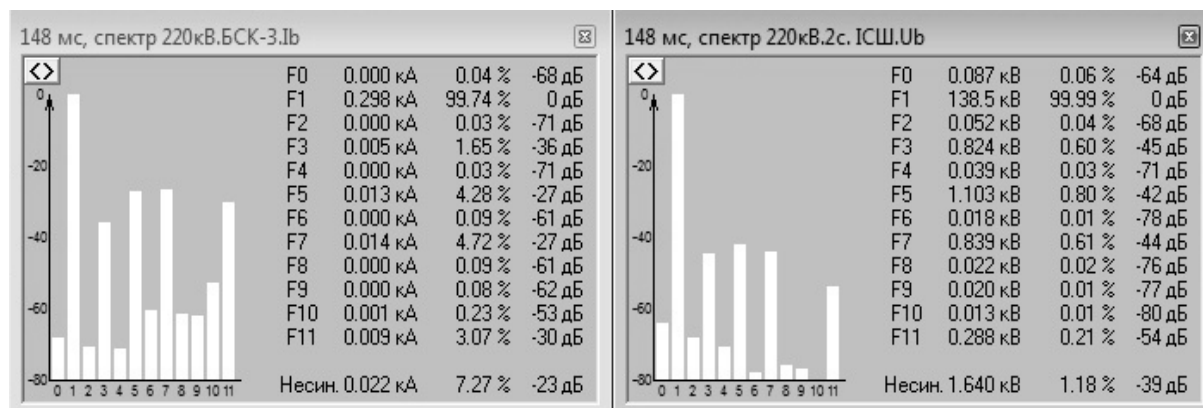 148 мс, спектр 220кВ.БСК-3.Ib
<>
F0 0.000 кА 0.04 % -68 дБ
F1 0.298 кА 99.74 % 0 дБ
F2 0.000 кА 0.03 % -71 дБ
F3 0.005 кА 1.65 % -36 дБ
F4 0.000 кА 0.03 % -71 дБ
F5 0.013 кА 4.28 % -27 дБ
F6 0.000 кА 0.09 % -61 дБ
F7 0.014 кА 4.72 % -27 дБ
F8 0.000 кА 0.09 % -61 дБ
F9 0.000 кА 0.08 % -62 дБ
F10 0.001 кА 0.23 % -53 дБ
F11 0.009 кА 3.07 % -30 дБ
Несин. 0.022 кА 7.27 % -23 дБ
0
-20
-40
-60
-80
0 1 2 3 4 5 6 7 8 9 10 11
148 мс, спектр 220кВ.2с. IСШ.Ub
<>
F0 0.087 кВ 0.06 % -64 дБ
F1 138.5 кВ 99.99 % 0 дБ
F2 0.052 кВ 0.04 % -68 дБ
F3 0.824 кВ 0.60 % -45 дБ
F4 0.039 кВ 0.03 % -71 дБ
F5 1.103 кВ 0.80 % -42 дБ
F6 0.018 кВ 0.01 % -78 дБ
F7 0.839 кВ 0.61 % -44 дБ
F8 0.022 кВ 0.02 % -76 дБ
F9 0.020 кВ 0.01 % -77 дБ
F10 0.013 кВ 0.01 % -80 дБ
F11 0.288 кВ 0.21 % -54 дБ
Несин. 1.640 кВ 1.18 % -39 дБ
0
-20
-40
-60
-80
0 1 2 3 4 5 6 7 8 9 10 11